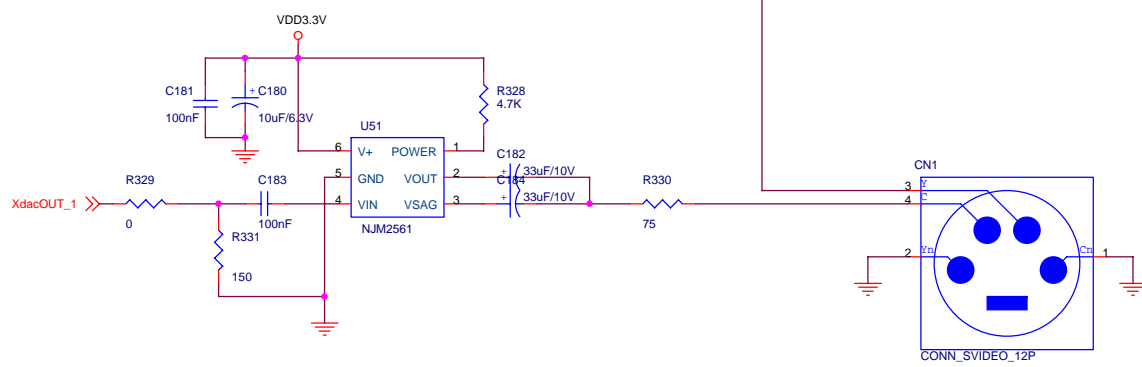 VDD3.3V
C181
100nF
+ C180
10uF/6.3V
R328
4.7K
U51
6 V+ POWER 1
5 GND VOUT 2
4 VIN VSAG 3
NJM2561
C182
+ 33uF/10V
C184
+ 33uF/10V
XdacOUT_1
R329
0
C183
100nF
R331
150
R330
75
CN1
3 Y
4 C
2 Yn
Cn 1
CONN_SVIDEO_12P